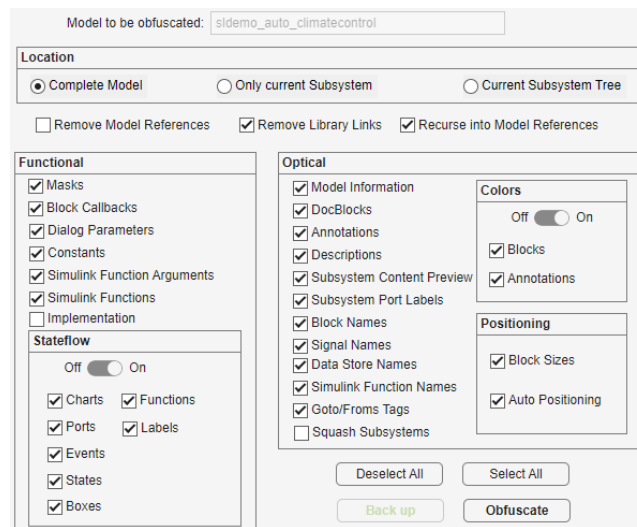 Model to be obfuscated: sldemo_auto_climatecontrol
Location
Complete Model Only current Subsystem Current Subsystem Tree
Remove Model References Remove Library Links Recurse into Model References
Functional
Masks
Block Callbacks
Dialog Parameters
Constants
Simulink Function Arguments
Simulink Functions
Implementation
Stateflow
Off On
Charts Functions
Ports Labels
Events
States
Boxes
Optical
Model Information
DocBlocks
Annotations
Descriptions
Subsystem Content Preview
Subsystem Port Labels
Block Names
Signal Names
Data Store Names
Simulink Function Names
Goto/Froms Tags
Squash Subsystems
Colors
Off On
Blocks
Annotations
Positioning
Block Sizes
Auto Positioning
Deselect All Select All
Back up Obfuscate